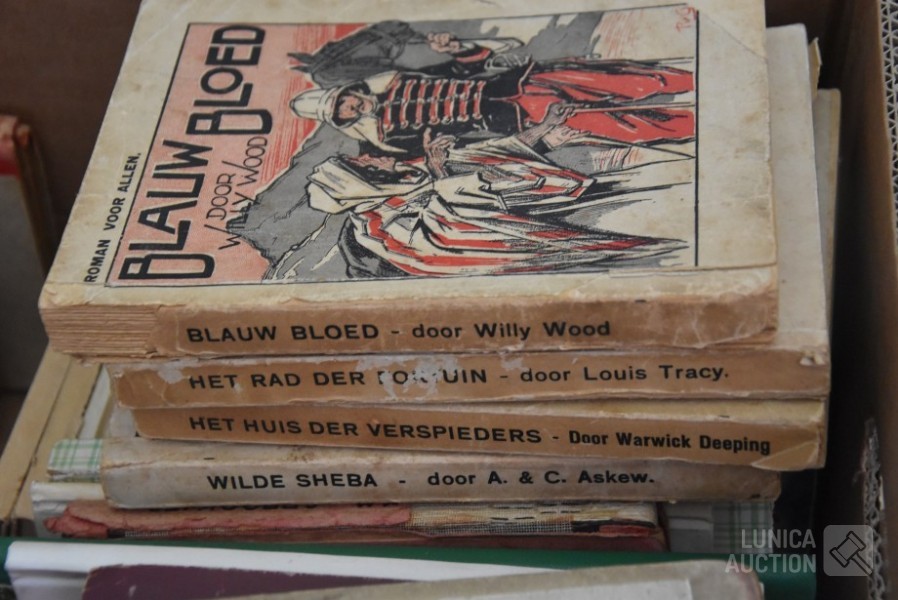 ROMAN VOOR ALLEN.
BLAUW BLOED
DOOR
WILLY WOOD
BLAUW BLOED - door Willy Wood
HET RAD DER FORTUIN - door Louis Tracy.
HET HUIS DER VERSPIEDERS - Door Warwick Deeping
WILDE SHEBA - door A. & C. Askew.
LUNICA
AUCTION